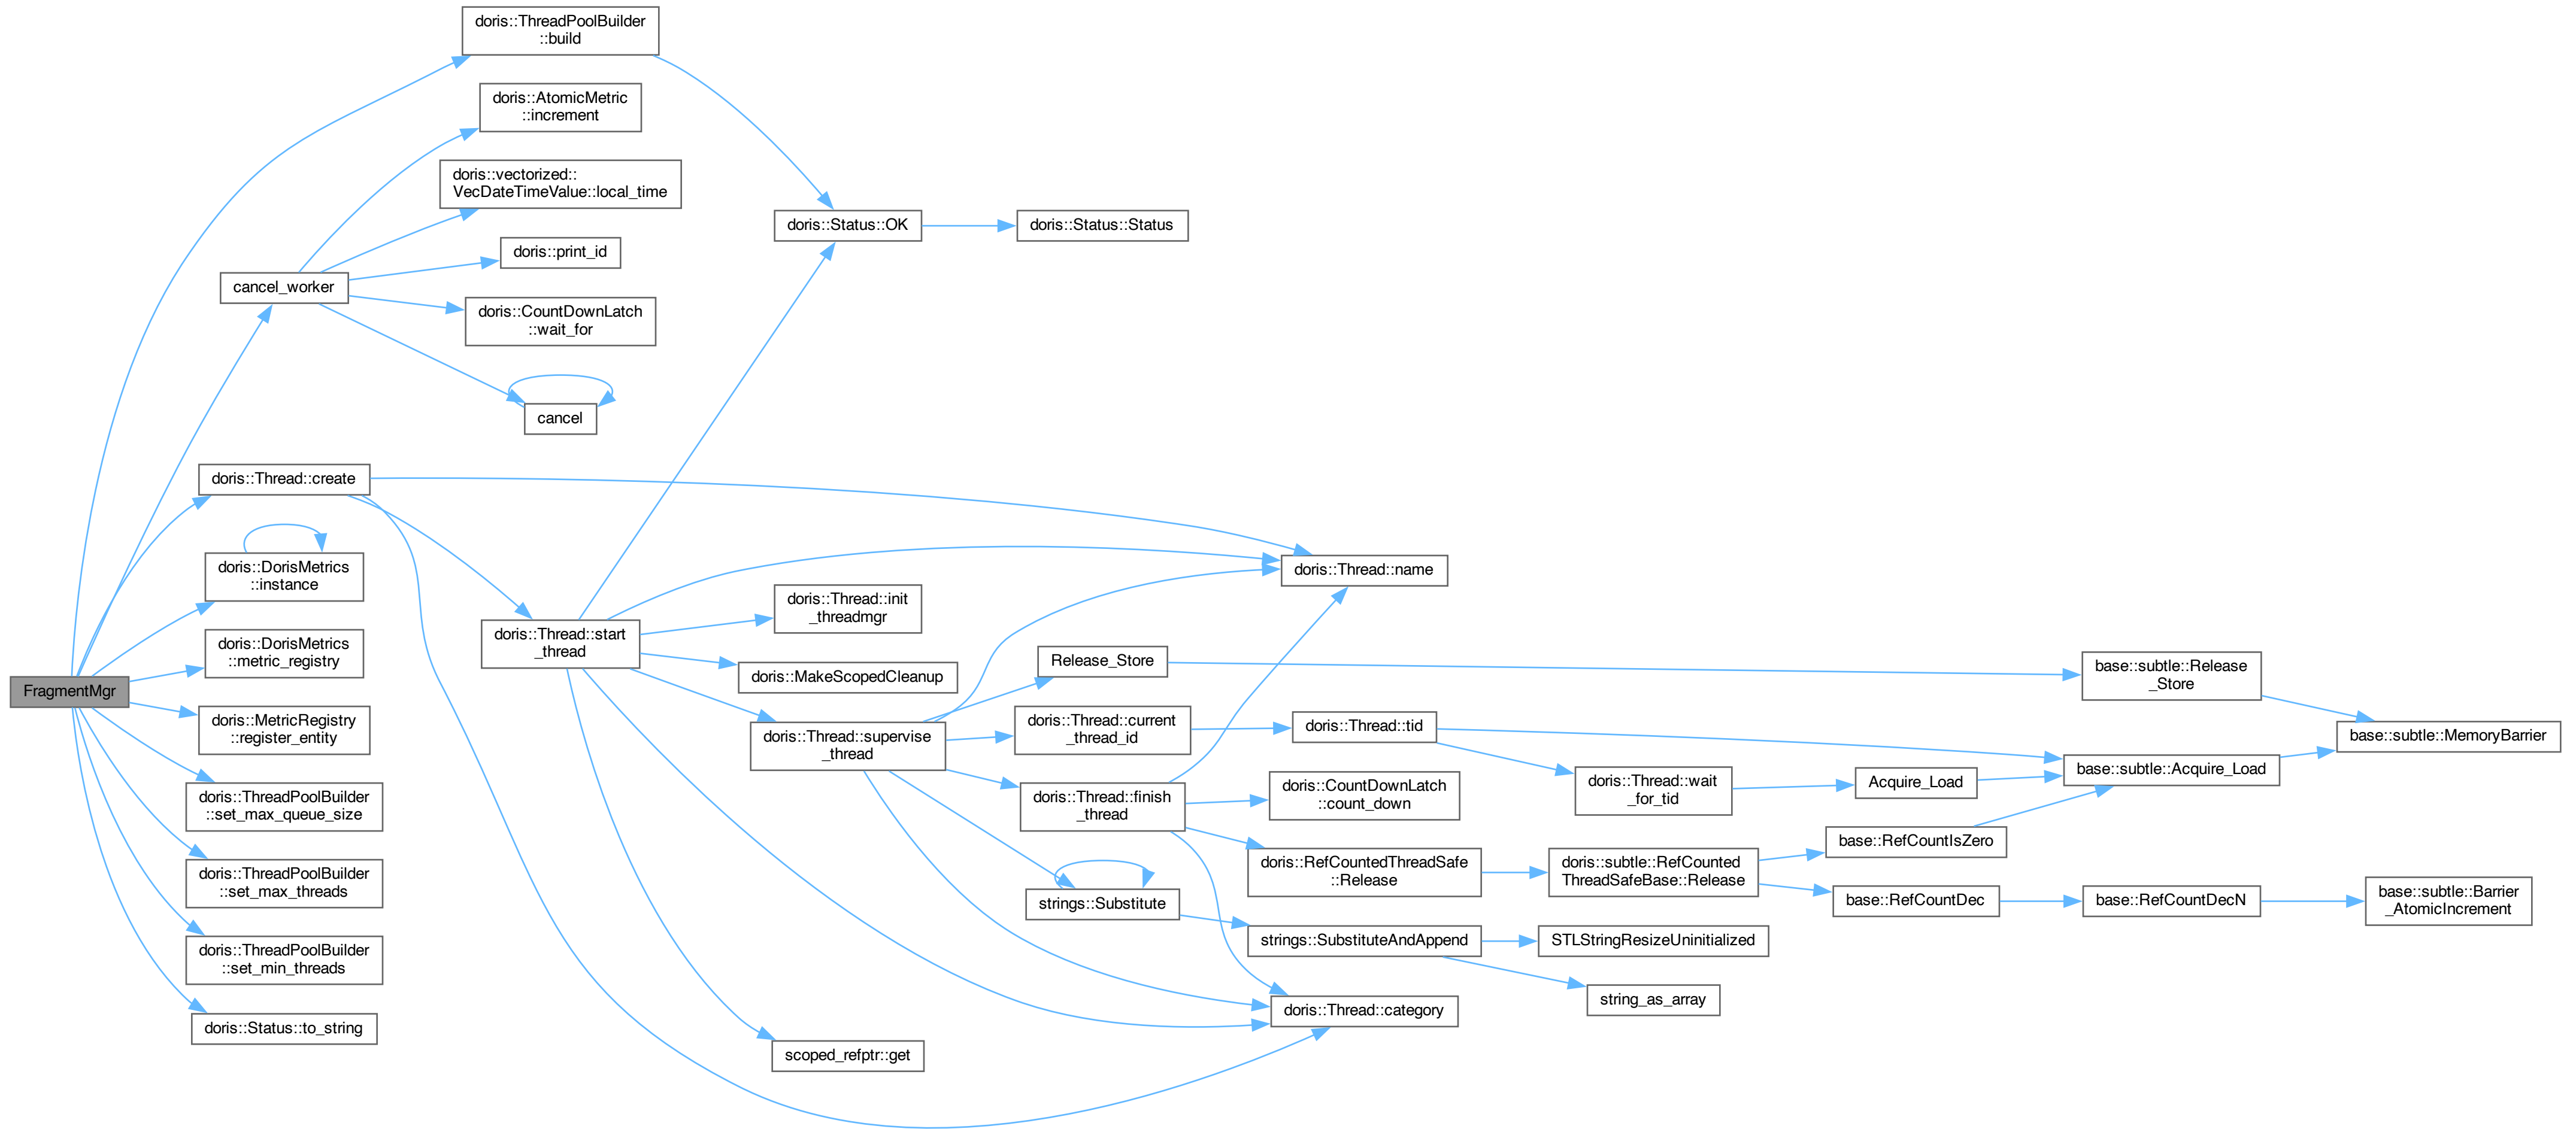 doris::ThreadPoolBuilder
::build
doris::AtomicMetric
::increment
doris::vectorized::
VecDateTimeValue::local_time
doris::print_id
cancel_worker
doris::CountDownLatch
::wait_for
cancel
doris::Status::OK
doris::Status::Status
doris::Thread::create
doris::DorisMetrics
::instance
doris::DorisMetrics
::metric_registry
FragmentMgr
doris::MetricRegistry
::register_entity
doris::ThreadPoolBuilder
::set_max_queue_size
doris::ThreadPoolBuilder
::set_max_threads
doris::ThreadPoolBuilder
::set_min_threads
doris::Status::to_string
doris::Thread::start
_thread
doris::Thread::init
_threadmgr
doris::MakeScopedCleanup
doris::Thread::supervise
_thread
scoped_refptr::get
doris::Thread::name
Release_Store
doris::Thread::current
_thread_id
doris::Thread::finish
_thread
strings::Substitute
doris::Thread::tid
doris::CountDownLatch
::count_down
doris::RefCountedThreadSafe
::Release
strings::SubstituteAndAppend
doris::Thread::category
doris::Thread::wait
_for_tid
doris::subtle::RefCounted
ThreadSafeBase::Release
STLStringResizeUninitialized
string_as_array
Acquire_Load
base::RefCountIsZero
base::RefCountDec
base::subtle::Release
_Store
base::subtle::Acquire_Load
base::RefCountDecN
base::subtle::MemoryBarrier
base::subtle::Barrier
_AtomicIncrement